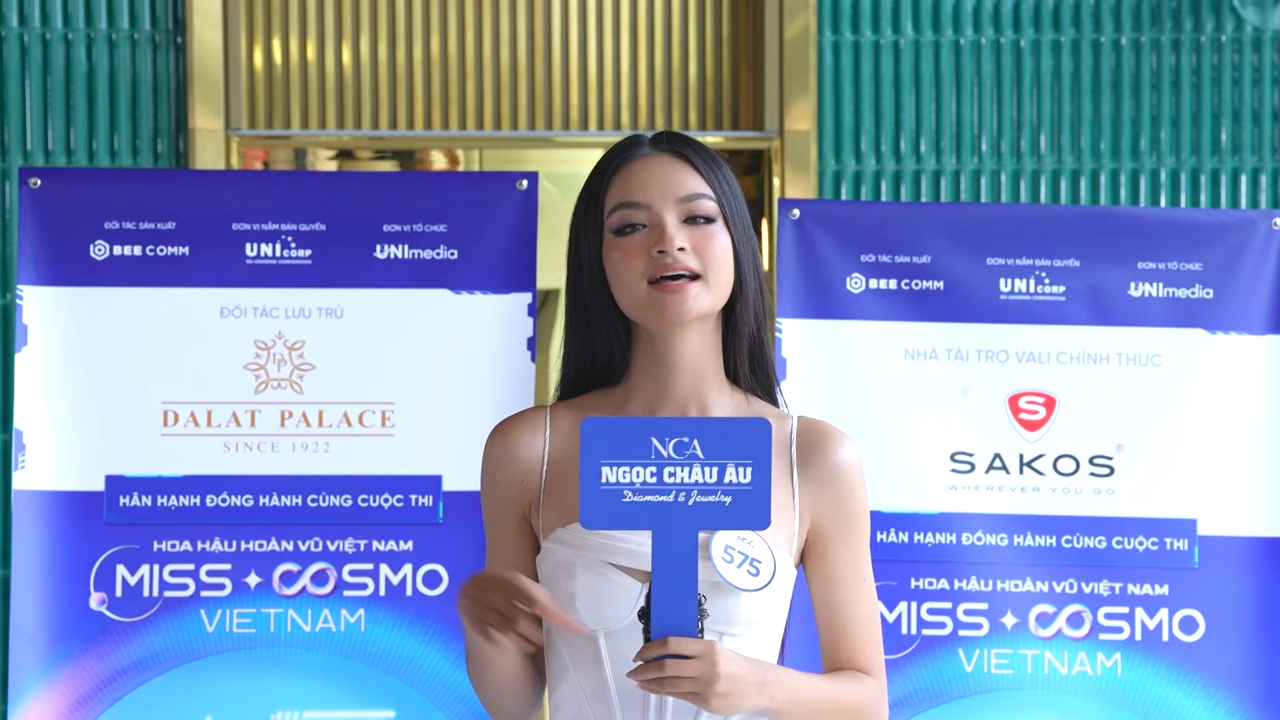 ĐỐI TÁC SẢN XUẤT
BEE COMM
ĐƠN VỊ NẮM BẢN QUYỀN
UNICORP
ĐƠN VỊ TỔ CHỨC
UNImedia
ĐỐI TÁC LƯU TRÚ
DP
DALAT PALACE
SINCE 1922
HÂN HẠNH ĐỒNG HÀNH CÙNG CUỘC THI
HOA HẬU HOÀN VŨ VIỆT NAM
MISS COSMO
VIETNAM
NCA
NGỌC CHÂU ÂU
Diamond & Jewelry
575
ĐỐI TÁC SẢN XUẤT
BEE COMM
ĐƠN VỊ NẮM BẢN QUYỀN
UNICORP
ĐƠN VỊ TỔ CHỨC
UNImedia
NHÀ TÀI TRỢ VALI CHÍNH THỨC
S
SAKOS
WHEREVER YOU GO
HÂN HẠNH ĐỒNG HÀNH CÙNG CUỘC THI
HOA HẬU HOÀN VŨ VIỆT NAM
MISS COSMO
VIETNAM